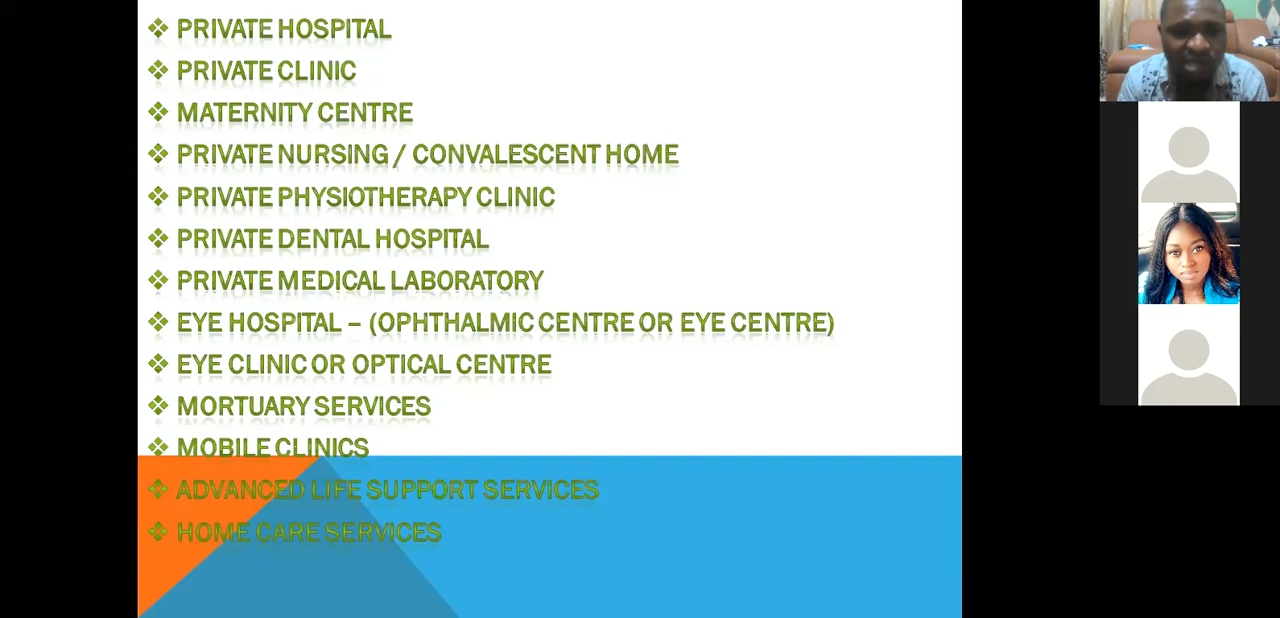 PRIVATE HOSPITAL
PRIVATE CLINIC
MATERNITY CENTRE
PRIVATE NURSING / CONVALESCENT HOME
PRIVATE PHYSIOTHERAPY CLINIC
PRIVATE DENTAL HOSPITAL
PRIVATE MEDICAL LABORATORY
EYE HOSPITAL – (OPHTHALMIC CENTRE OR EYE CENTRE)
EYE CLINIC OR OPTICAL CENTRE
MORTUARY SERVICES
MOBILE CLINICS
ADVANCED LIFE SUPPORT SERVICES
HOME CARE SERVICES